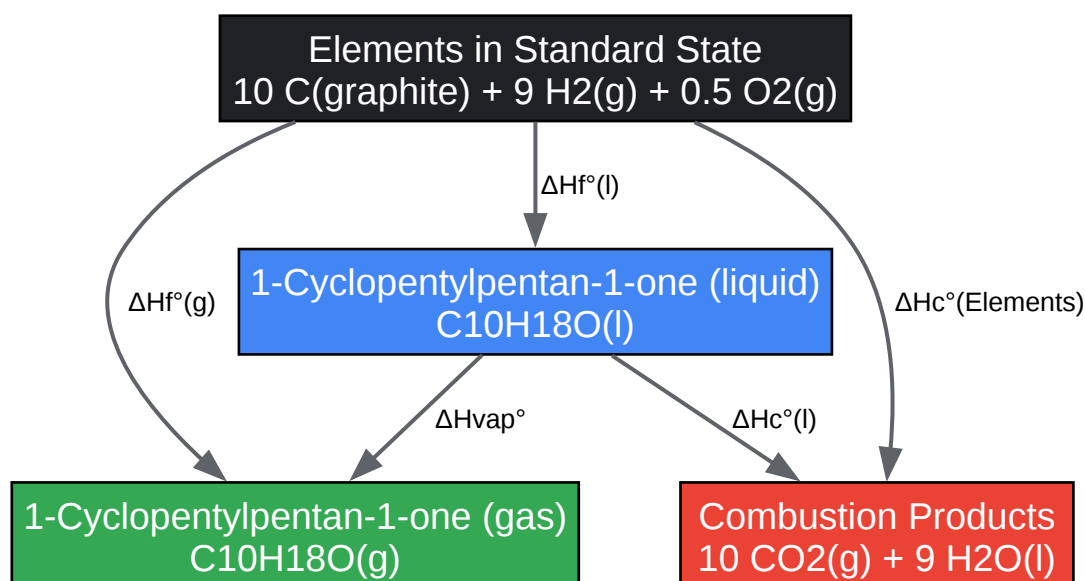 Elements in Standard State
10 C(graphite) + 9 H2(g) + 0.5 O2(g)
ΔHf°(l)
1-Cyclopentylpentan-1-one (liquid)
C10H18O(l)
ΔHf°(g)
ΔHc°(Elements)
ΔHvap°
ΔHc°(l)
1-Cyclopentylpentan-1-one (gas)
C10H18O(g)
Combustion Products
10 CO2(g) + 9 H2O(l)